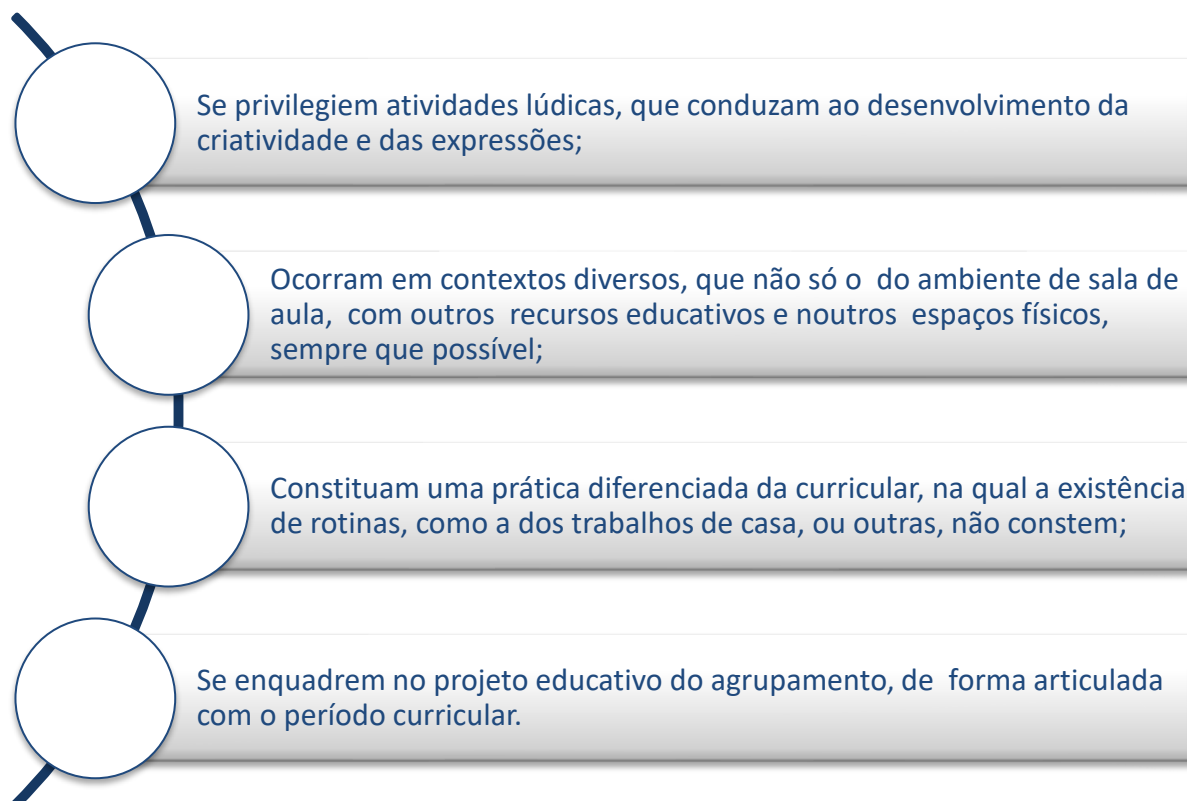 Se privilegiem atividades lúdicas, que conduzam ao desenvolvimento da
criatividade e das expressões;
Ocorram em contextos diversos, que não só o do ambiente de sala de
aula, com outros recursos educativos e noutros espaços físicos,
sempre que possível;
Constituam uma prática diferenciada da curricular, na qual a existência
de rotinas, como a dos trabalhos de casa, ou outras, não constem;
Se enquadrem no projeto educativo do agrupamento, de forma articulada
com o período curricular.